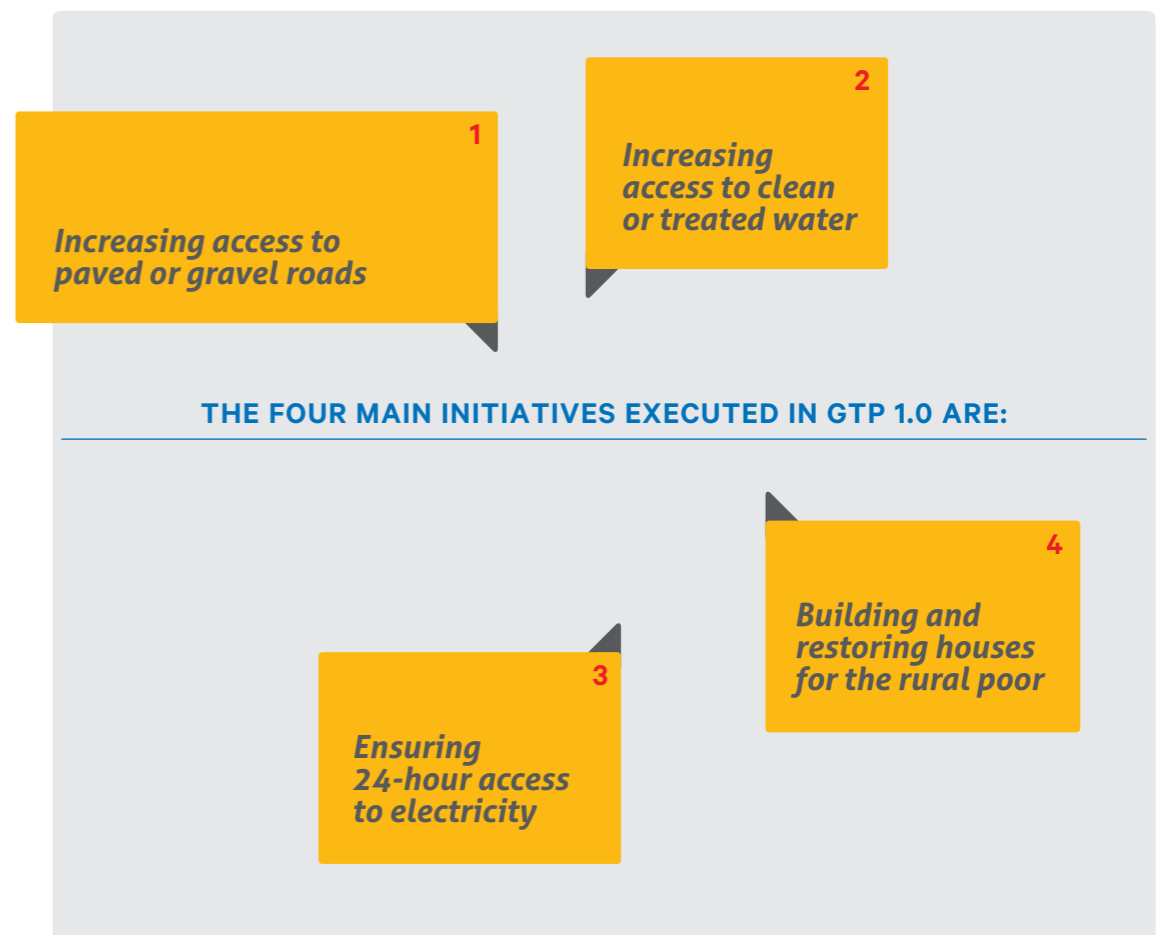 1
Increasing access to
paved or gravel roads
2
Increasing
access to clean
or treated water
THE FOUR MAIN INITIATIVES EXECUTED IN GTP 1.0 ARE:
3
Ensuring
24-hour access
to electricity
4
Building and
restoring houses
for the rural poor